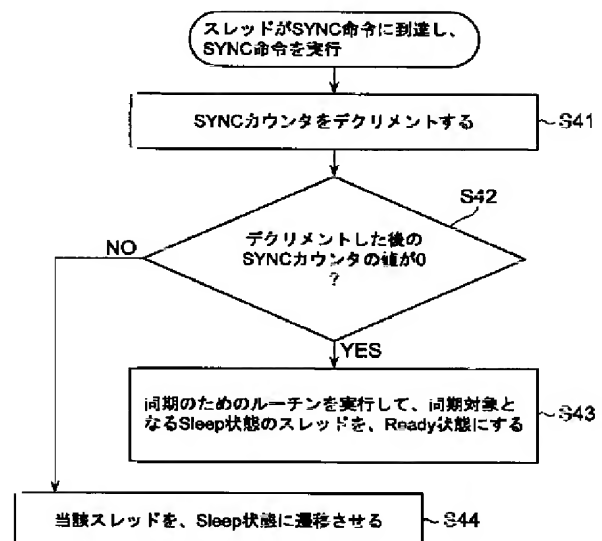 スレッドがSYNC命令に到達し、
SYNC命令を実行
SYNCカウンタをデクリメントする
S41
S42
デクリメントした後の
SYNCカウンタの値が0
?
NO
YES
同期のためのルーチンを実行して、同期対象と
なるSleep状態のスレッドを、Ready状態にする
S43
当該スレッドを、Sleep状態に遷移させる
S44